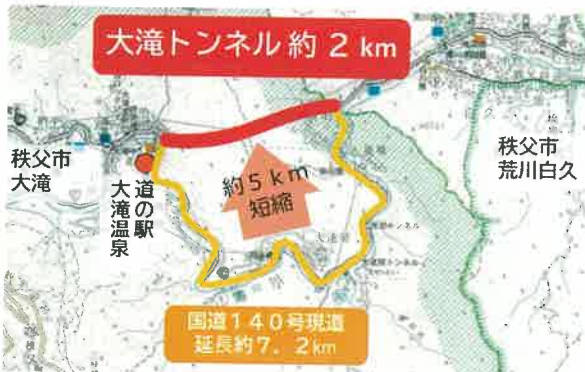 大滝トンネル 約 2 km
秩父市
大滝
道の駅
大滝温泉
約5 km
短縮
秩父市
荒川白久
国道140号現道
延長約7.2km